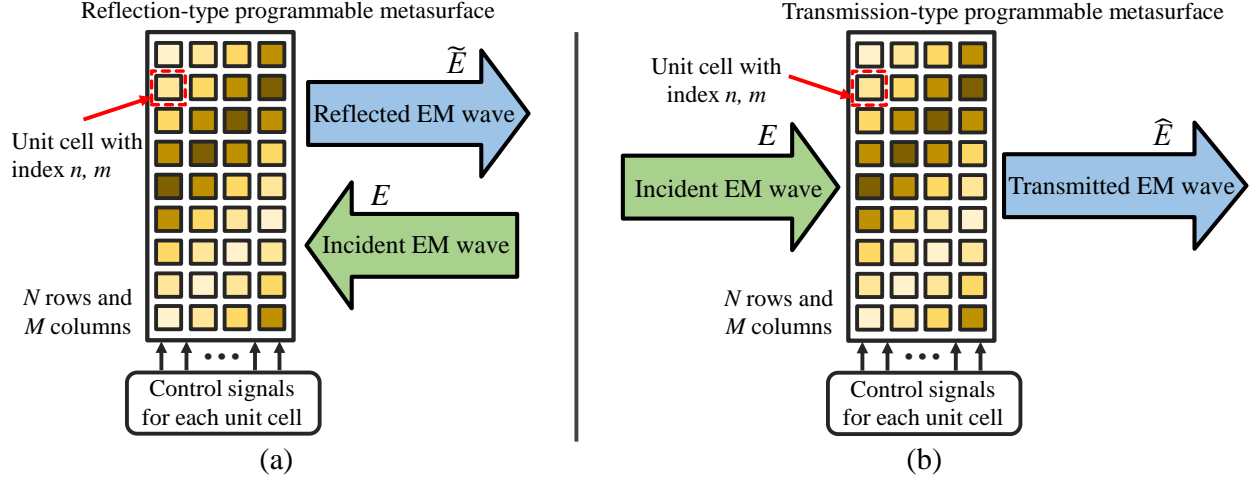 Reflection-type programmable metasurface
Ẽ
Reflected EM wave
Unit cell with
index n, m
E
Incident EM wave
N rows and
M columns
Control signals
for each unit cell
(a)
Transmission-type programmable metasurface
Unit cell with
index n, m
E
Incident EM wave
Ê
Transmitted EM wave
N rows and
M columns
Control signals
for each unit cell
(b)